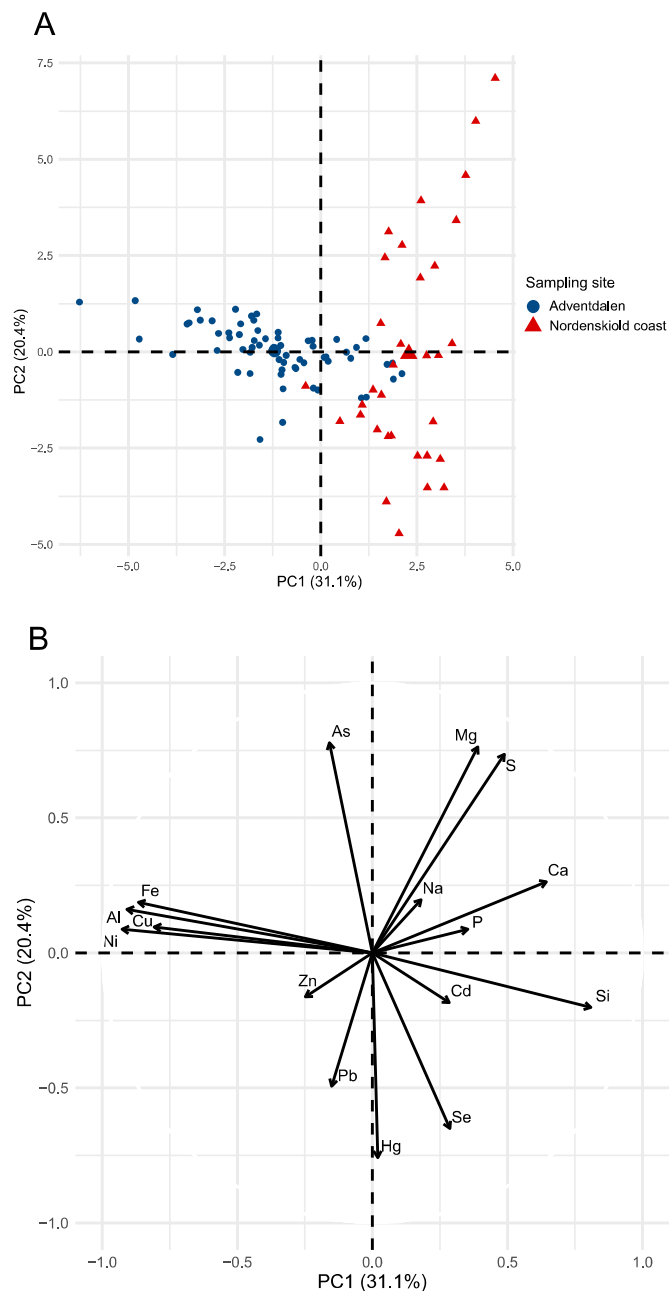 A
7.5
5.0
2.5
0.0
−2.5
−5.0
PC2 (20.4%)
−5.0
−2.5
0.0
2.5
5.0
PC1 (31.1%)
Sampling site
Adventdalen
Nordenskiold coast
B
1.0
0.5
0.0
−0.5
−1.0
PC2 (20.4%)
As
Mg
S
Ca
Na
P
Fe
Al
Cu
Ni
Zn
Cd
Si
Pb
Se
Hg
−1.0
−0.5
0.0
0.5
1.0
PC1 (31.1%)